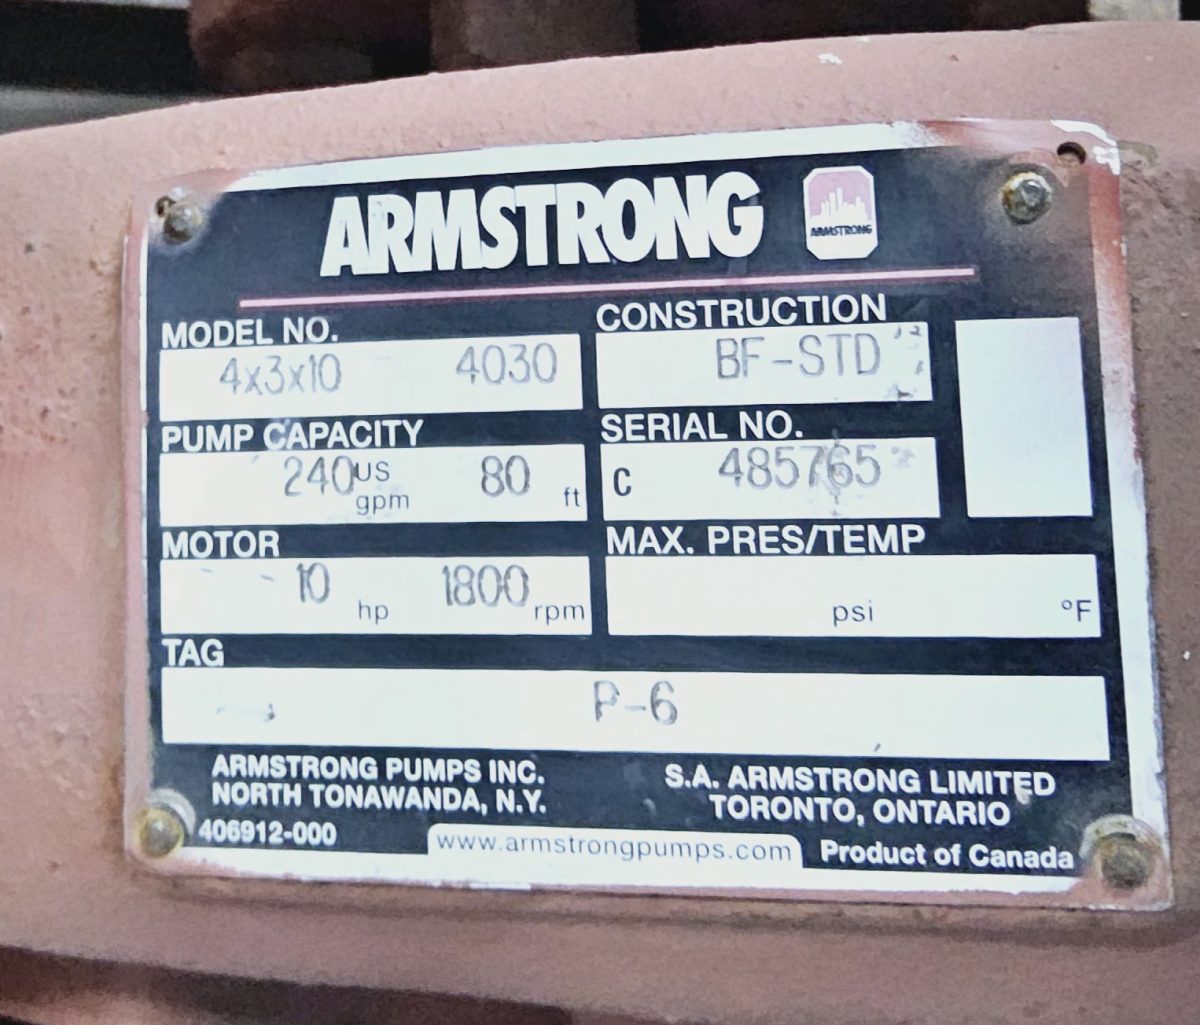 ARMSTRONG
ARMSTRONG
MODEL NO.
4x3x10 4030
CONSTRUCTION
BF-STD
PUMP CAPACITY
240 US gpm 80 ft
SERIAL NO.
C 485765
MOTOR
10 hp 1800 rpm
MAX. PRES/TEMP
psi °F
TAG
P-6
ARMSTRONG PUMPS INC.
NORTH TONAWANDA, N.Y.
406912-000
S.A. ARMSTRONG LIMITED
TORONTO, ONTARIO
www.armstrongpumps.com
Product of Canada